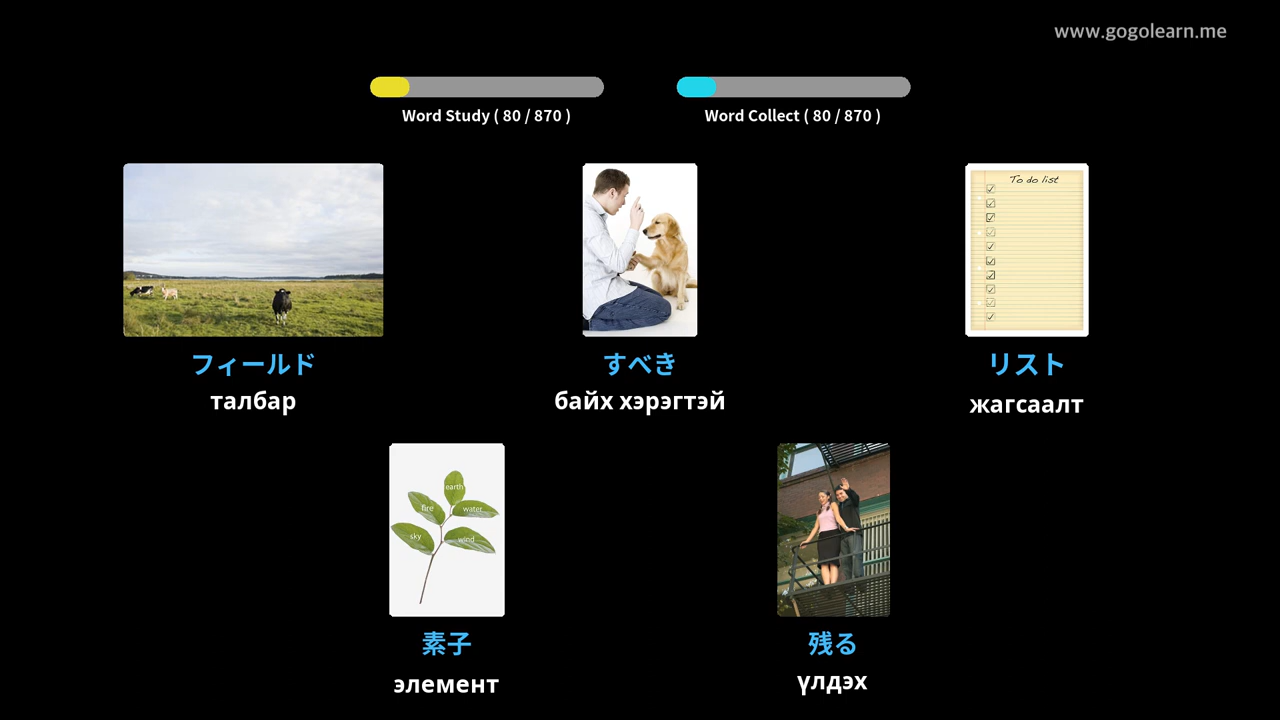 www.gogolearn.me
Word Study ( 80 / 870 )
Word Collect ( 80 / 870 )
To do list
フィールド
すべき
リスト
талбар
байх хэрэгтэй
жагсаалт
earth
fire
water
sky
wind
素子
残る
элемент
үлдэх